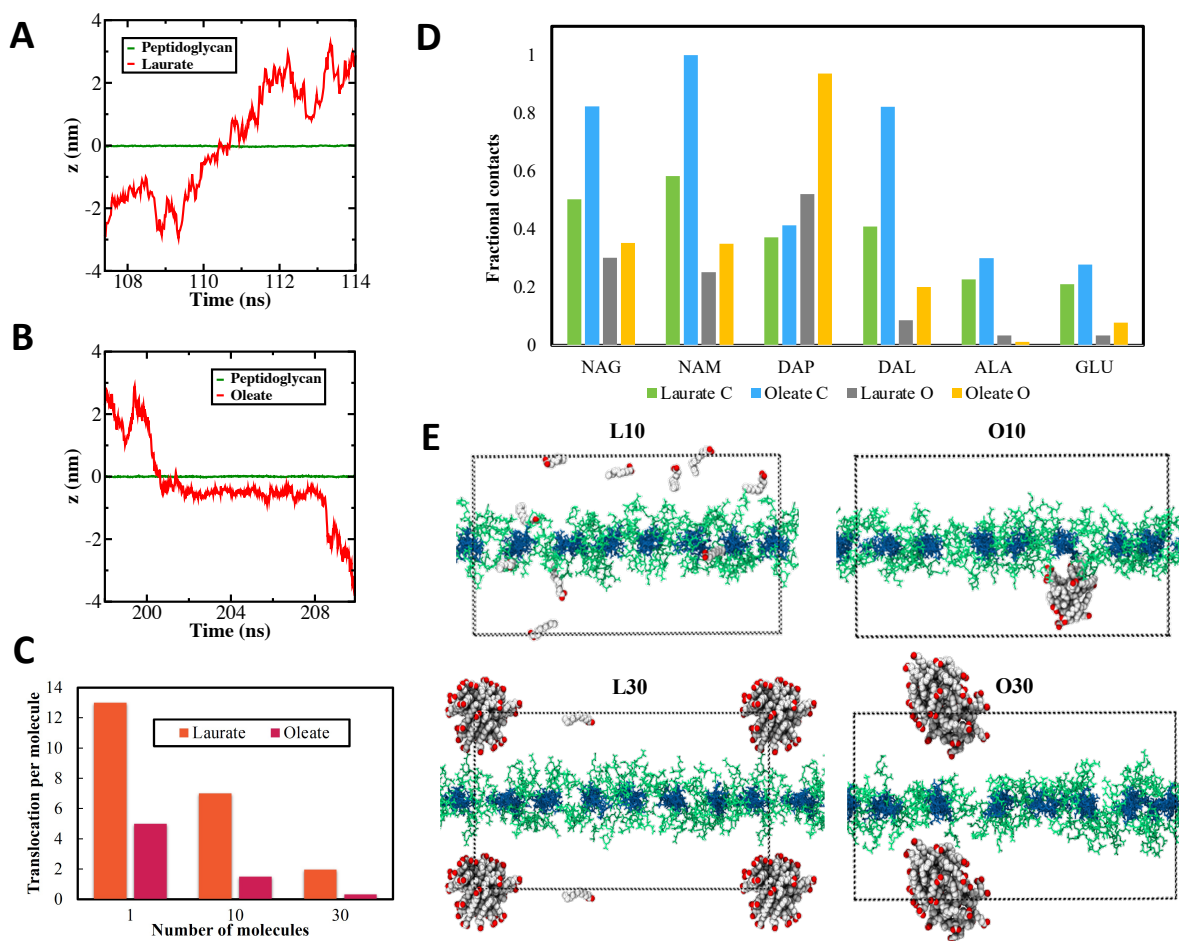 A
4
2
0
-2
-4
z (nm)
Peptidoglycan
Laurate
108
110
112
114
Time (ns)
B
4
2
0
-2
-4
z (nm)
Peptidoglycan
Oleate
200
204
208
Time (ns)
C
14
12
10
8
6
4
2
0
Translocation per molecule
Laurate
Oleate
1
10
30
Number of molecules
D
1
0.8
0.6
0.4
0.2
0
Fractional contacts
NAG
NAM
DAP
DAL
ALA
GLU
Laurate C
Oleate C
Laurate O
Oleate O
E
L10
O10
L30
O30